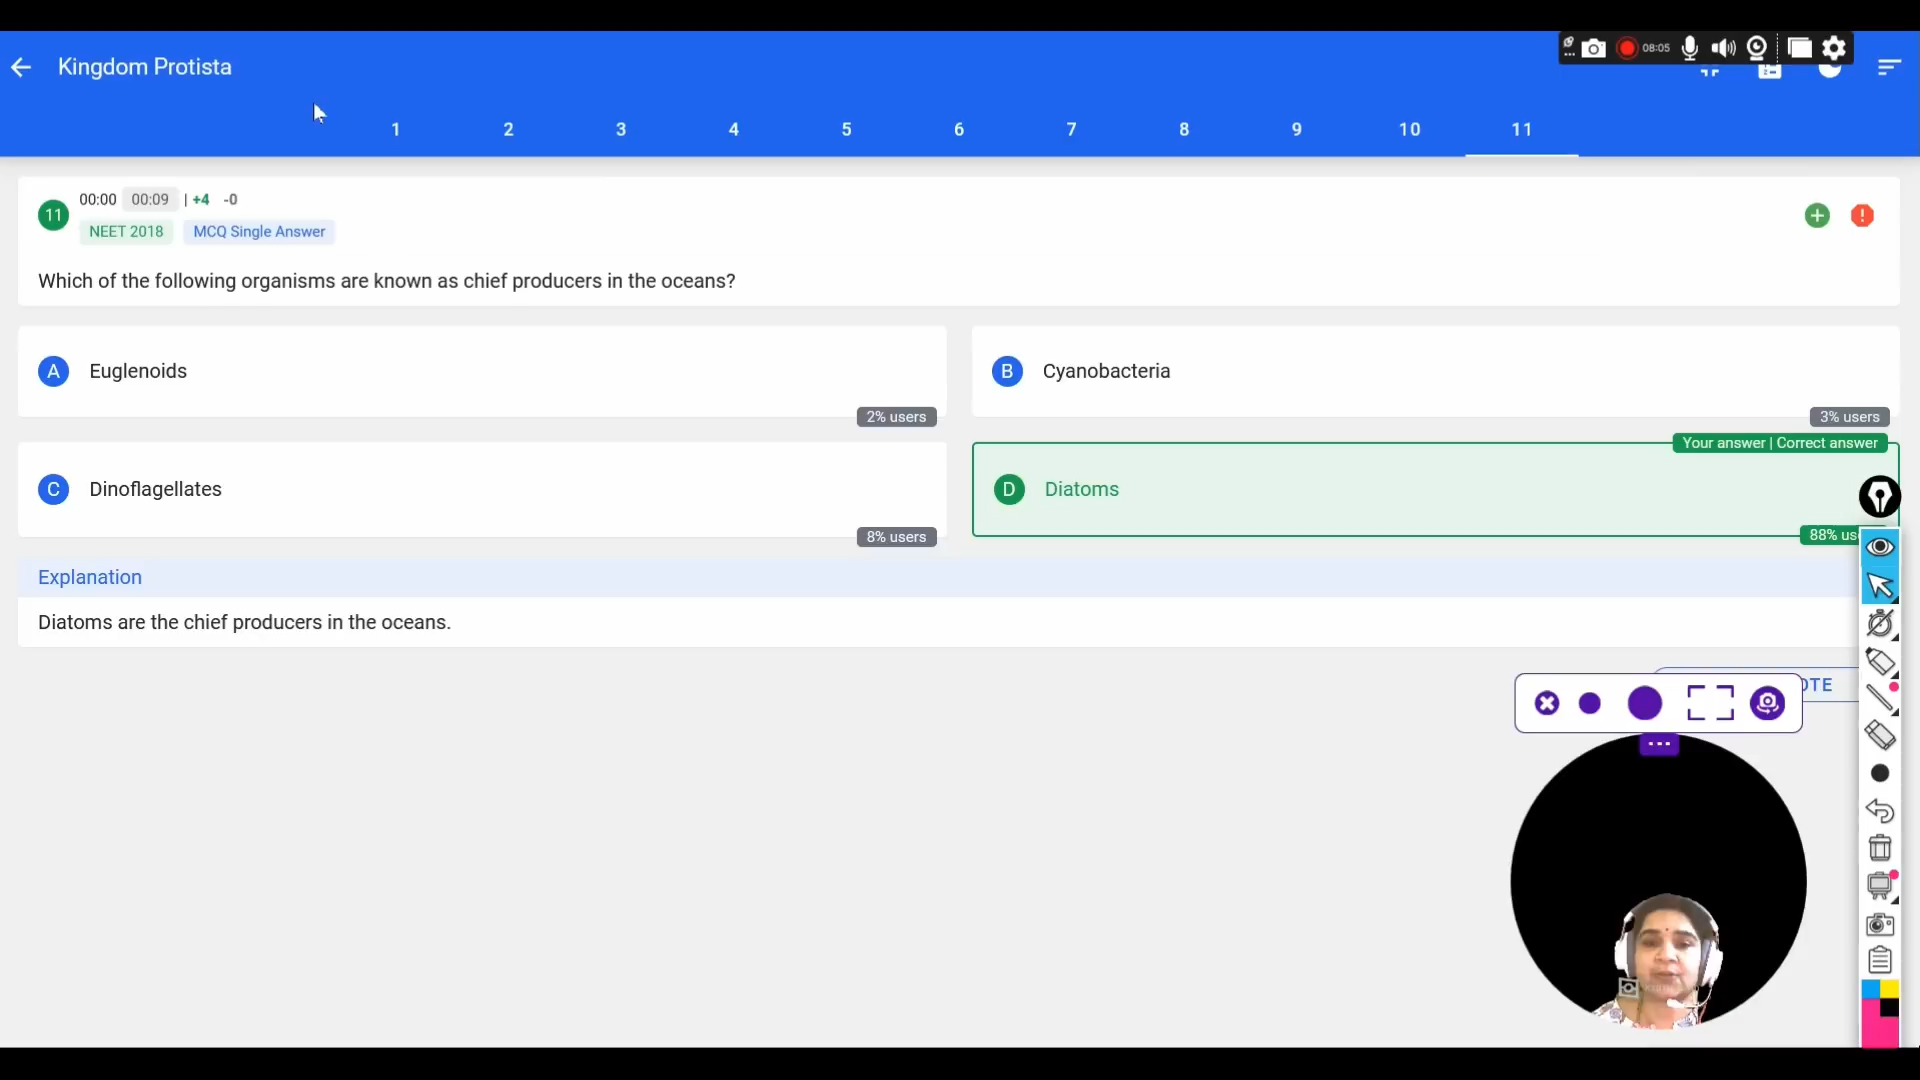 Kingdom Protista
08:05
1 2 3 4 5 6 7 8 9 10 11
11 00:00 00:09 | +4 -0
NEET 2018 MCQ Single Answer
Which of the following organisms are known as chief producers in the oceans?
A Euglenoids
2% users
B Cyanobacteria
3% users
C Dinoflagellates
8% users
Your answer | Correct answer
D Diatoms
88%
Explanation
Diatoms are the chief producers in the oceans.